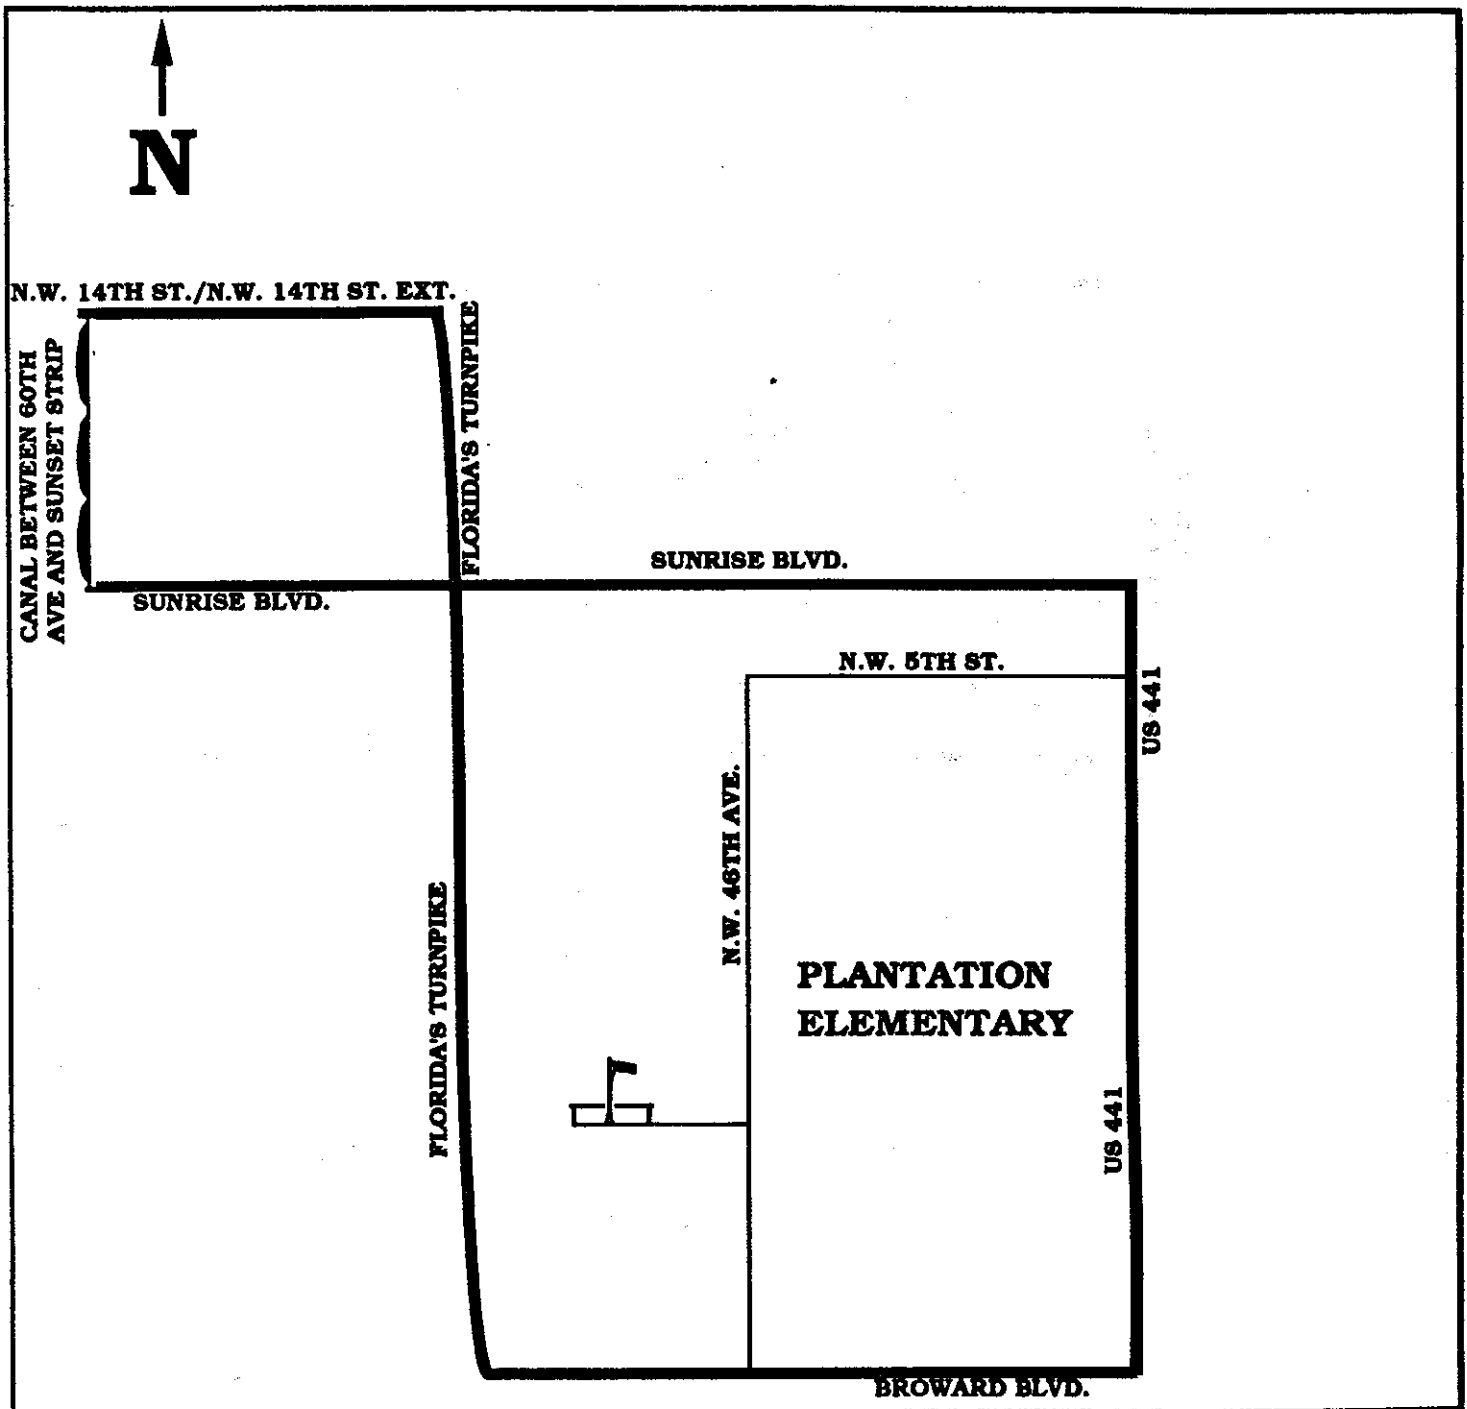 N
N.W. 14TH ST./N.W. 14TH ST. EXT.
CANAL BETWEEN 60TH
AVE AND SUNSET STRIP
FLORIDA'S TURNPIKE
SUNRISE BLVD.
SUNRISE BLVD.
N.W. 5TH ST.
US 441
N.W. 46TH AVE.
FLORIDA'S TURNPIKE
PLANTATION
ELEMENTARY
US 441
BROWARD BLVD.